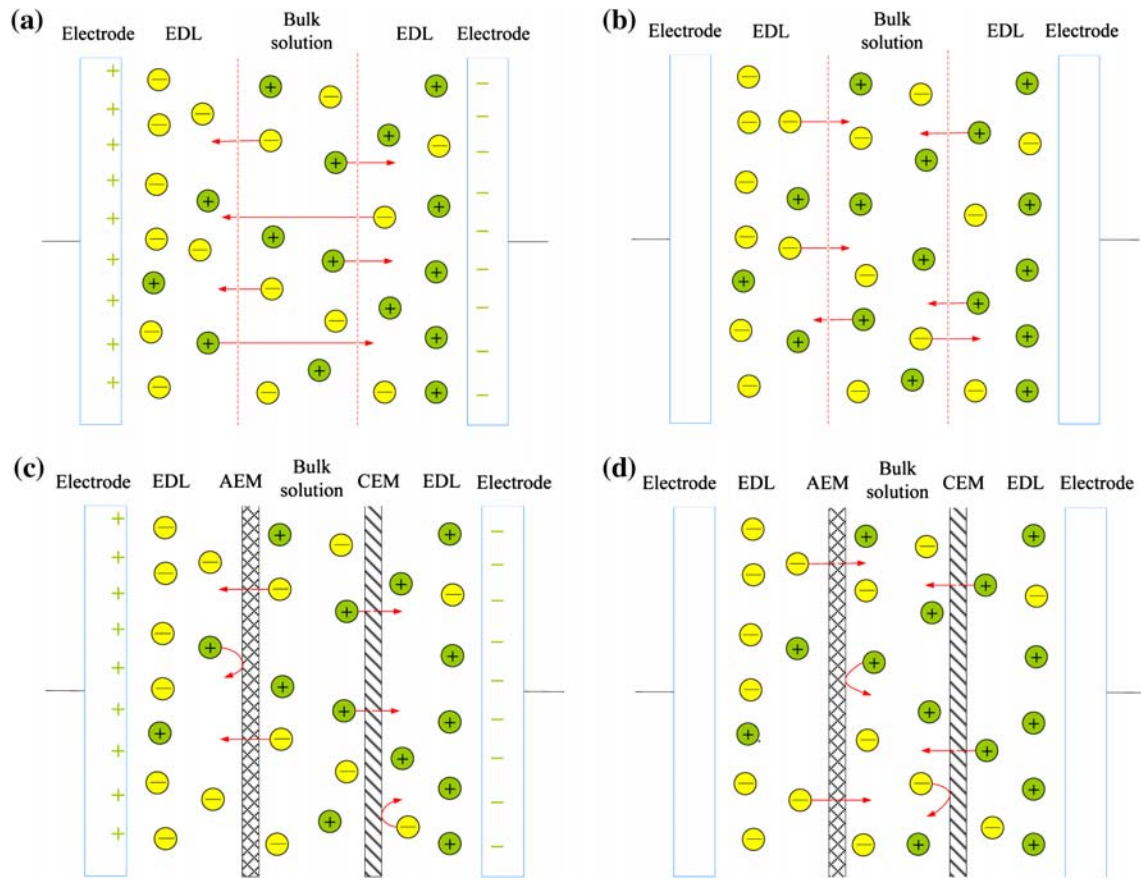 (a)
Electrode EDL Bulk solution EDL Electrode
(b)
Electrode EDL Bulk solution EDL Electrode
(c)
Electrode EDL AEM Bulk solution CEM EDL Electrode
(d)
Electrode EDL AEM Bulk solution CEM EDL Electrode